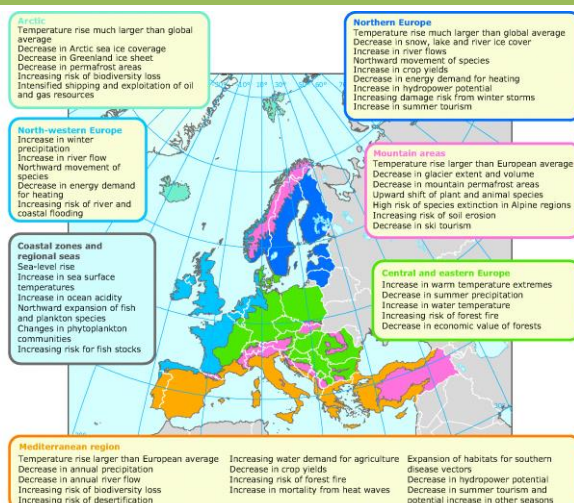 Arctic
Temperature rise much larger than global
average
Decrease in Arctic sea ice coverage
Decrease in Greenland ice sheet
Decrease in permafrost areas
Increasing risk of biodiversity loss
Intensified shipping and exploitation of oil
and gas resources
Northern Europe
Temperature rise much larger than global average
Decrease in snow, lake and river ice cover
Increase in river flows
Northward movement of species
Increase in crop yields
Decrease in energy demand for heating
Increase in hydropower potential
Increasing damage risk from winter storms
Increase in summer tourism
North-western Europe
Increase in winter
precipitation
Increase in river flow
Northward movement of
species
Decrease in energy demand
for heating
Increasing risk of river and
coastal flooding
Mountain areas
Temperature rise larger than European average
Decrease in glacier extent and volume
Decrease in mountain permafrost areas
Upward shift of plant and animal species
High risk of species extinction in Alpine regions
Increasing risk of soil erosion
Decrease in ski tourism
Coastal zones and
regional seas
Sea-level rise
Increase in sea surface
temperatures
Increase in ocean acidity
Northward expansion of fish
and plankton species
Changes in phytoplankton
communities
Increasing risk for fish stocks
Central and eastern Europe
Increase in warm temperature extremes
Decrease in summer precipitation
Increase in water temperature
Increasing risk of forest fire
Decrease in economic value of forests
Mediterranean region
Temperature rise larger than European average
Decrease in annual precipitation
Decrease in annual river flow
Increasing risk of biodiversity loss
Increasing risk of desertification
Increasing water demand for agriculture
Decrease in crop yields
Increasing risk of forest fire
Increase in mortality from heat waves
Expansion of habitats for southern
disease vectors
Decrease in hydropower potential
Decrease in summer tourism and
potential increase in other seasons